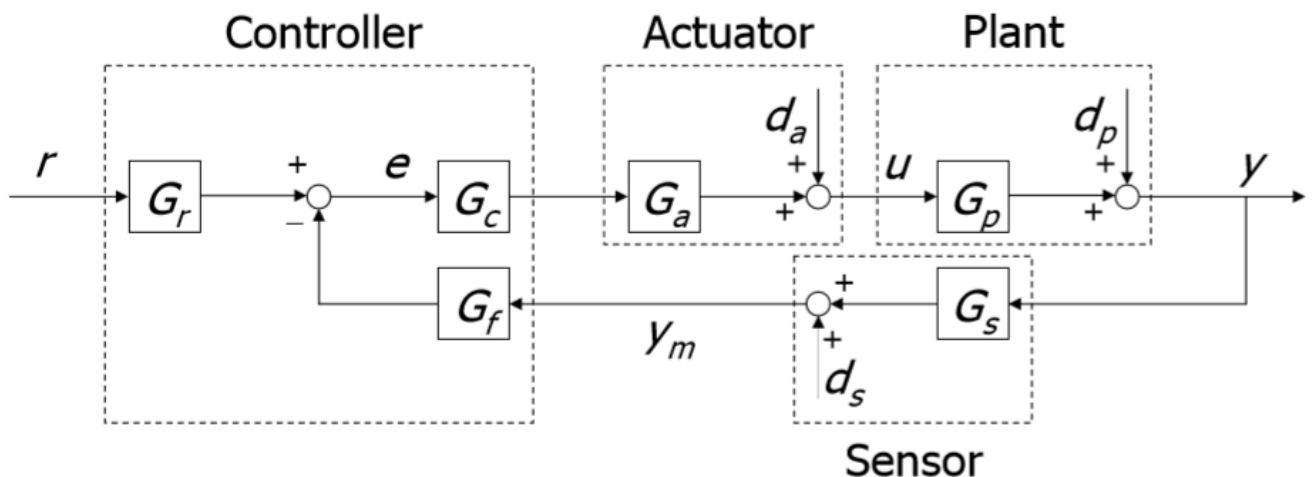 Controller Actuator Plant
d_a d_p
r + e + u + y
G_r G_c G_a G_p
− + +
G_f + G_s
y_m +
d_s
Sensor